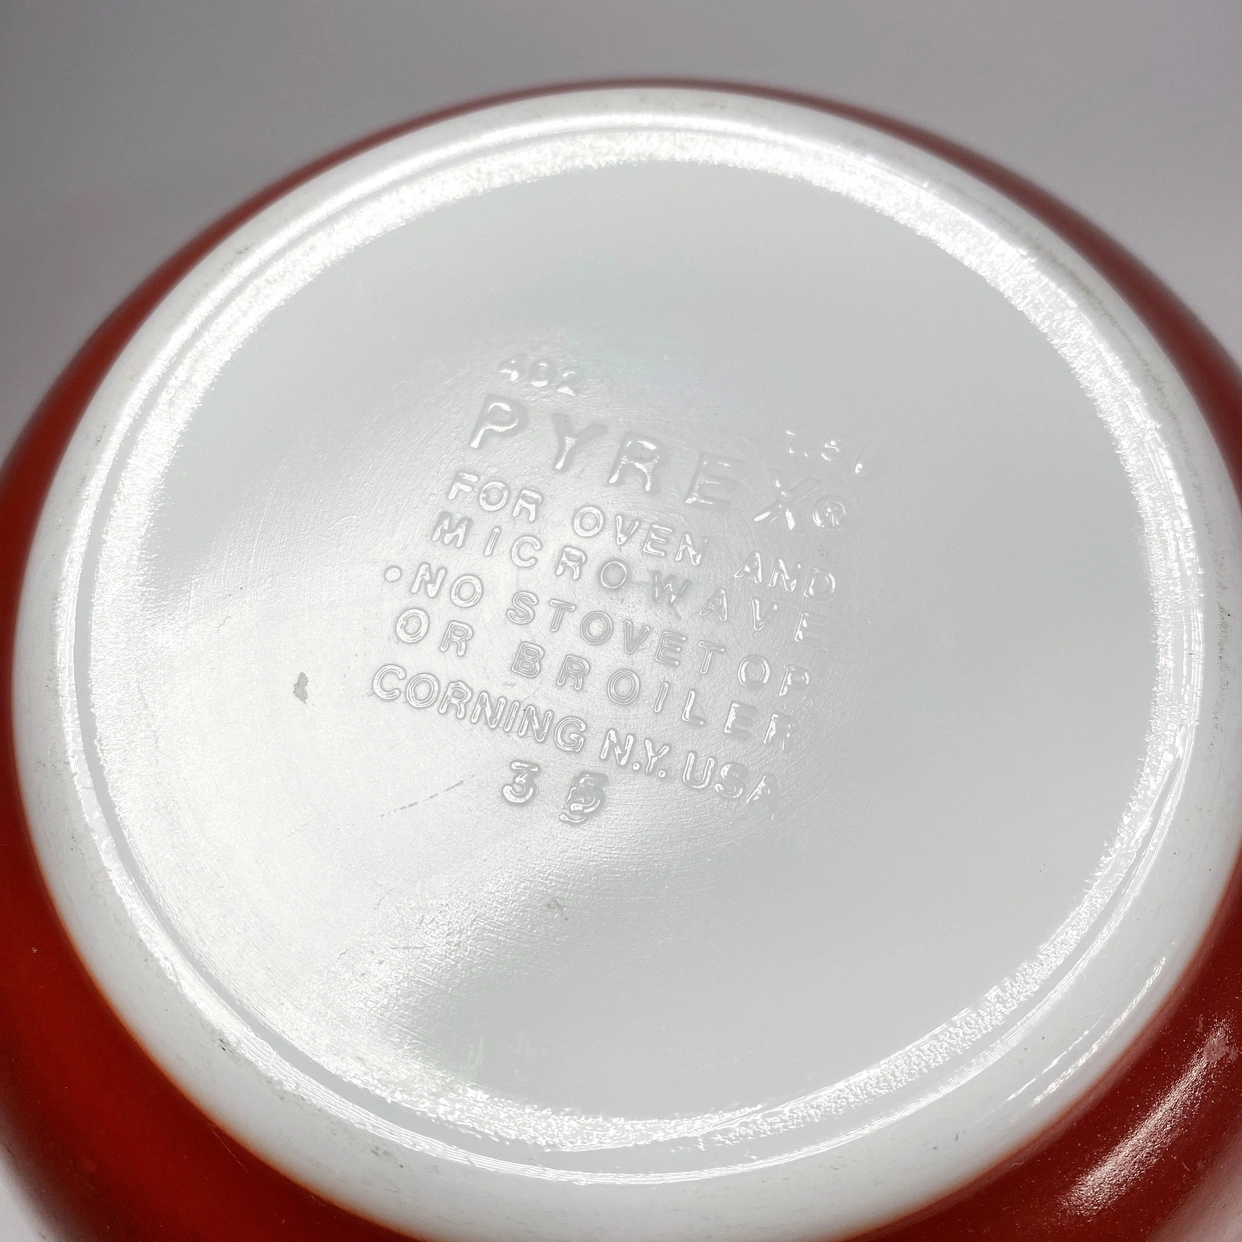 402
PYREX®
1.5 L
FOR OVEN AND
MICROWAVE
•NO STOVETOP
OR BROILER
CORNING N.Y. USA
35